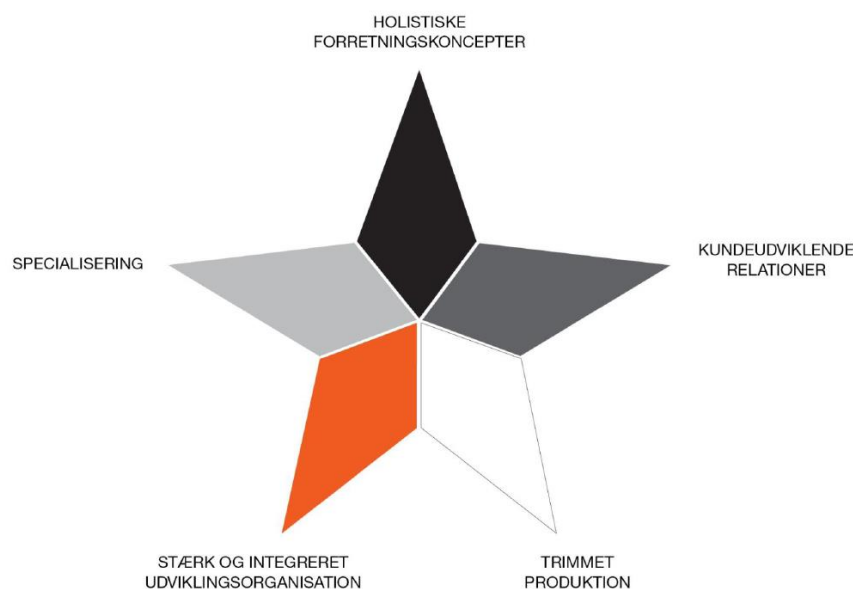 HOLISTISKE
FORRETNINGSKONCEPTER
SPECIALISERING
KUNDEUDVIKLENDE
RELATIONER
STÆRK OG INTEGRERET
UDVIKLINGSORGANISATION
TRIMMET
PRODUKTION